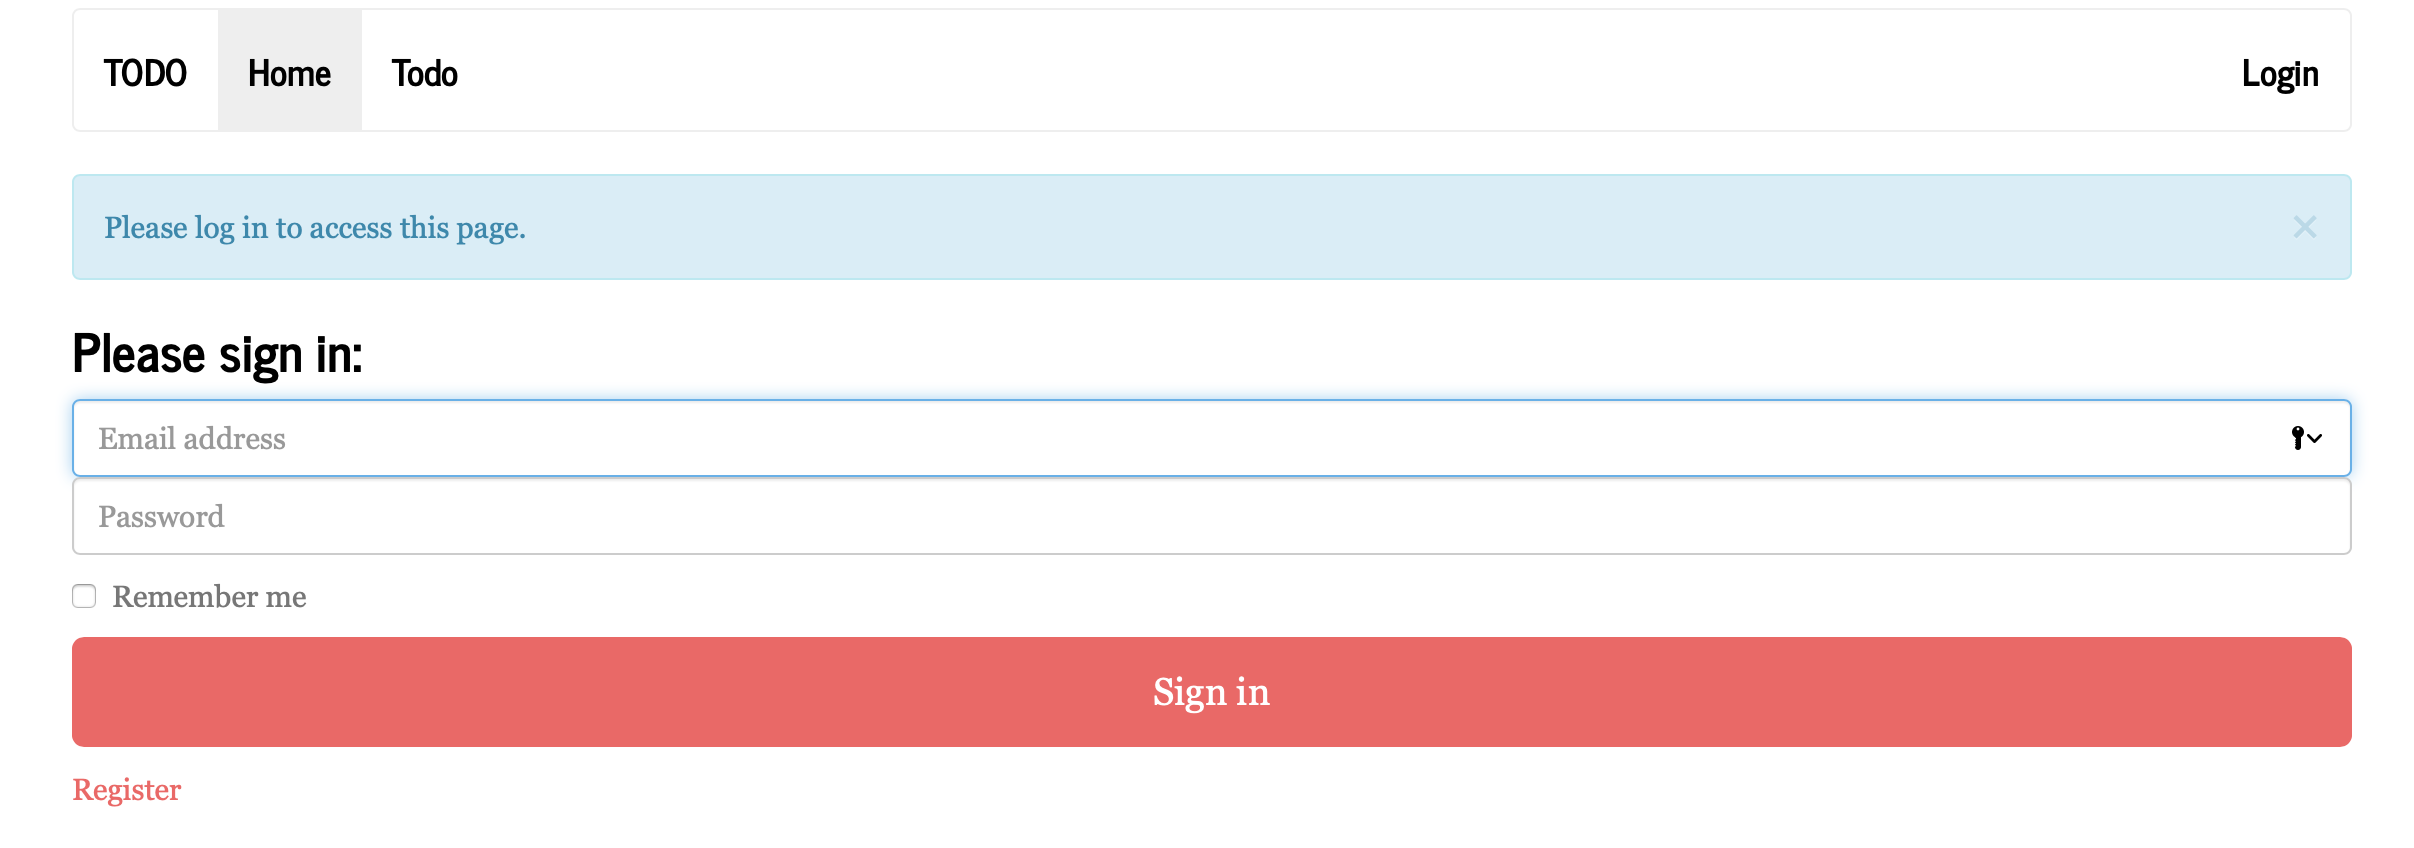 TODO Home Todo Login
Please log in to access this page. ×
Please sign in:
Email address
Password
Remember me
Sign in
Register